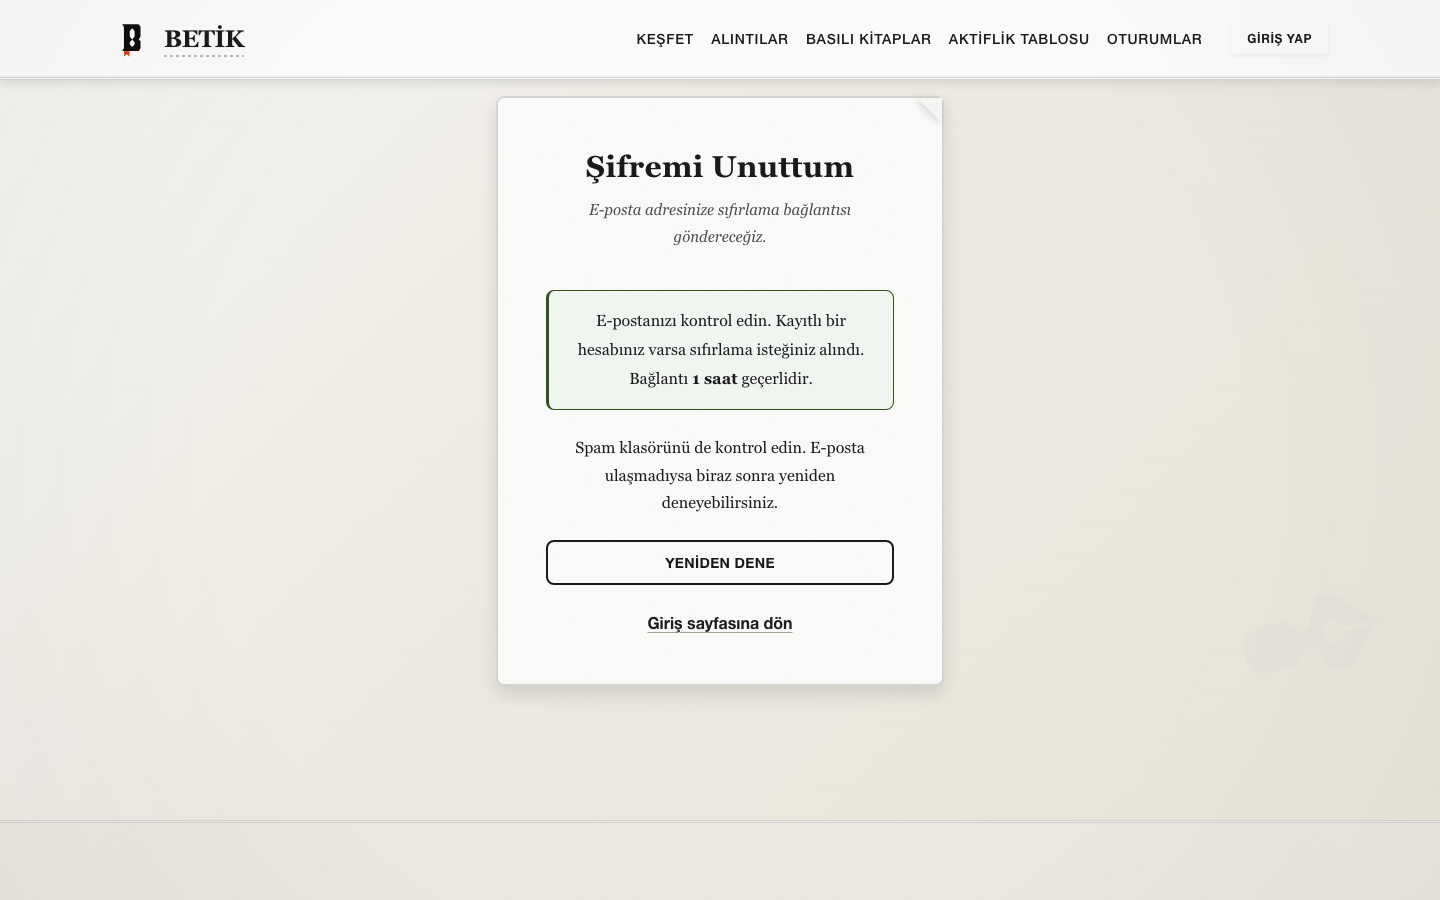 BETİK
KEŞFET ALINTILAR BASILI KİTAPLAR AKTİFLİK TABLOSU OTURUMLAR GİRİŞ YAP
Şifremi Unuttum
E-posta adresinize sıfırlama bağlantısı
göndereceğiz.
E-postanızı kontrol edin. Kayıtlı bir
hesabınız varsa sıfırlama isteğiniz alındı.
Bağlantı 1 saat geçerlidir.
Spam klasörünü de kontrol edin. E-posta
ulaşmadıysa biraz sonra yeniden
deneyebilirsiniz.
YENİDEN DENE
Giriş sayfasına dön